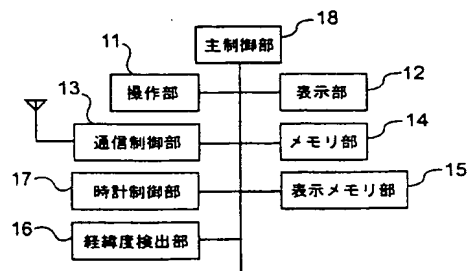 18
主制御部
11
操作部
12
表示部
13
通信制御部
14
メモリ部
17
時計制御部
15
表示メモリ部
16
経緯度検出部